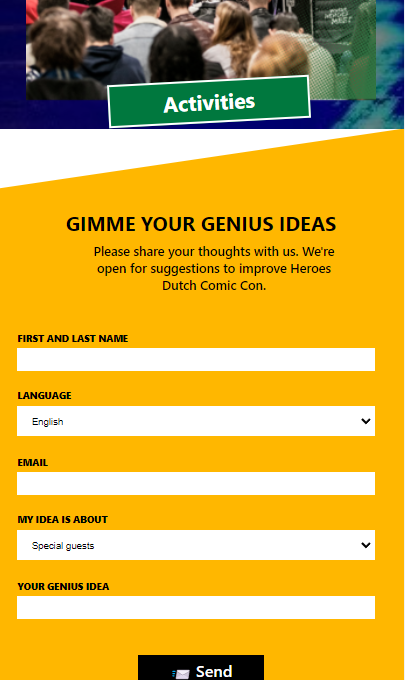 Activities
GIMME YOUR GENIUS IDEAS
Please share your thoughts with us. We're
open for suggestions to improve Heroes
Dutch Comic Con.
FIRST AND LAST NAME
LANGUAGE
English
EMAIL
MY IDEA IS ABOUT
Special guests
YOUR GENIUS IDEA
Send